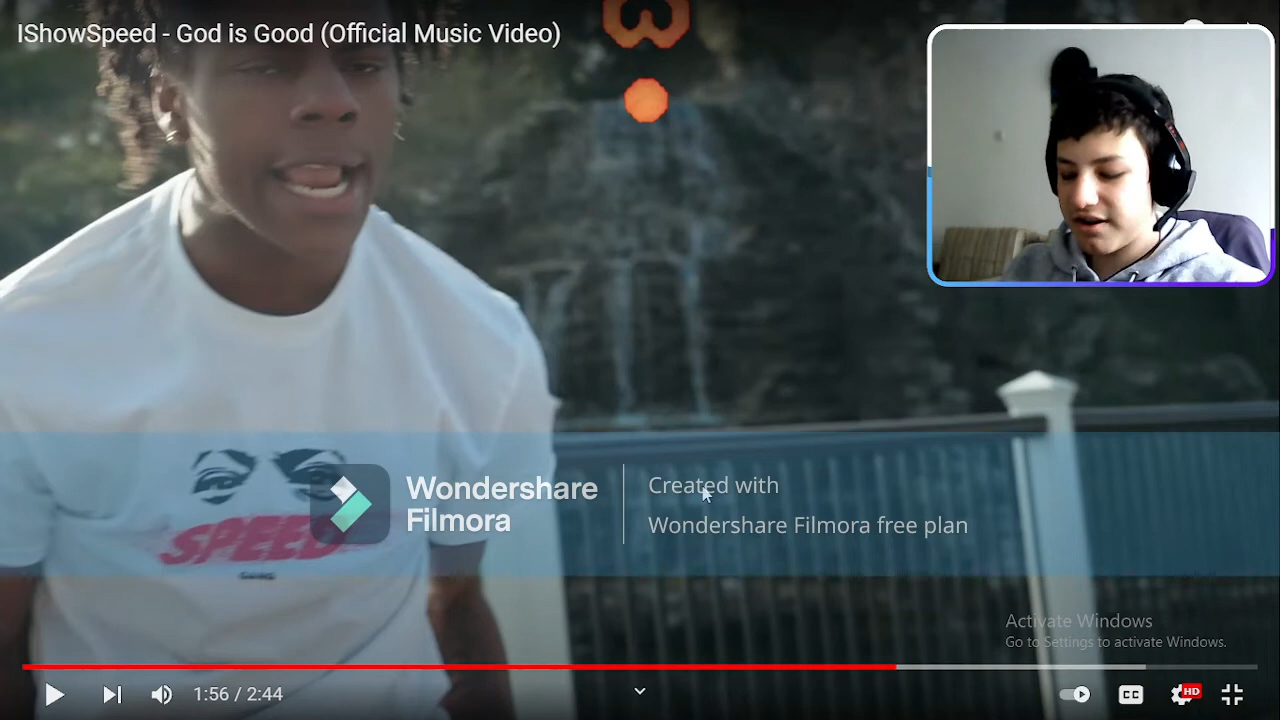 IShowSpeed - God is Good (Official Music Video)
SPEED
GANG
Wondershare
Filmora
Created with
Wondershare Filmora free plan
Activate Windows
Go to Settings to activate Windows.
1:56 / 2:44
CC
HD